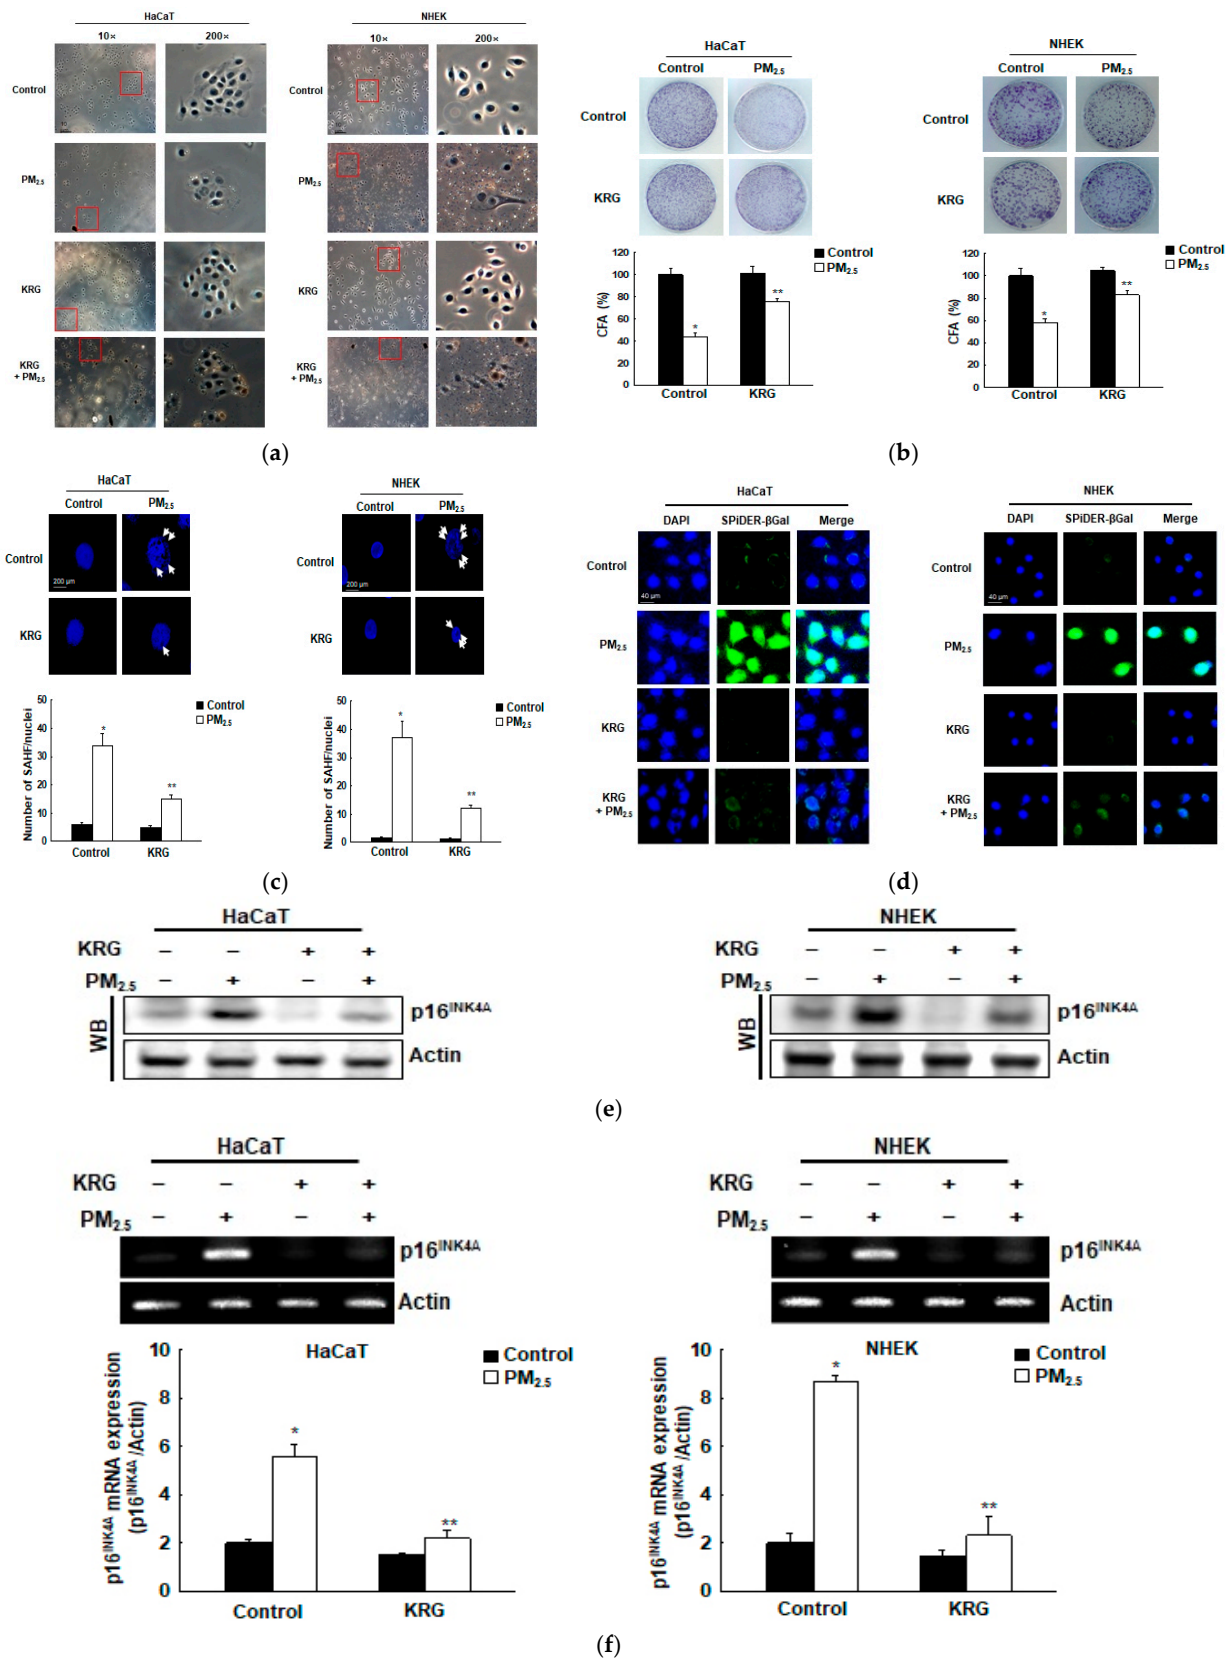 HaCaT
10× 200×
Control
PM2.5
KRG
KRG
+ PM2.5
NHEK
10× 200×
Control
PM2.5
KRG
KRG
+ PM2.5
(a)
HaCaT
Control PM2.5
Control
KRG
120
100
80
60
40
20
0
CFA (%)
Control
PM2.5
*
**
Control KRG
NHEK
Control PM2.5
Control
KRG
120
100
80
60
40
20
0
CFA (%)
Control
PM2.5
*
**
Control KRG
(b)
HaCaT
Control PM2.5
Control
200 µm
KRG
50
40
30
20
10
0
Number of SAHF/nuclei
Control
PM2.5
*
**
Control KRG
NHEK
Control PM2.5
Control
200 µm
KRG
50
40
30
20
10
0
Number of SAHF/nuclei
Control
PM2.5
*
**
Control KRG
(c)
HaCaT
DAPI SPiDER-βGal Merge
Control
40 µm
PM2.5
KRG
KRG
+ PM2.5
NHEK
DAPI SPiDER-βGal Merge
Control
40 µm
PM2.5
KRG
KRG
+ PM2.5
(d)
HaCaT
KRG − − + +
PM2.5 − + − +
WB
p16INK4A
Actin
NHEK
KRG − − + +
PM2.5 − + − +
WB
p16INK4A
Actin
(e)
HaCaT
KRG − − + +
PM2.5 − + − +
p16INK4A
Actin
10
8
6
4
2
0
p16INK4A mRNA expression
(p16INK4A/Actin)
HaCaT
Control
PM2.5
*
**
Control KRG
NHEK
KRG − − + +
PM2.5 − + − +
p16INK4A
Actin
10
8
6
4
2
0
p16INK4A mRNA expression
(p16INK4A/Actin)
NHEK
Control
PM2.5
*
**
Control KRG
(f)